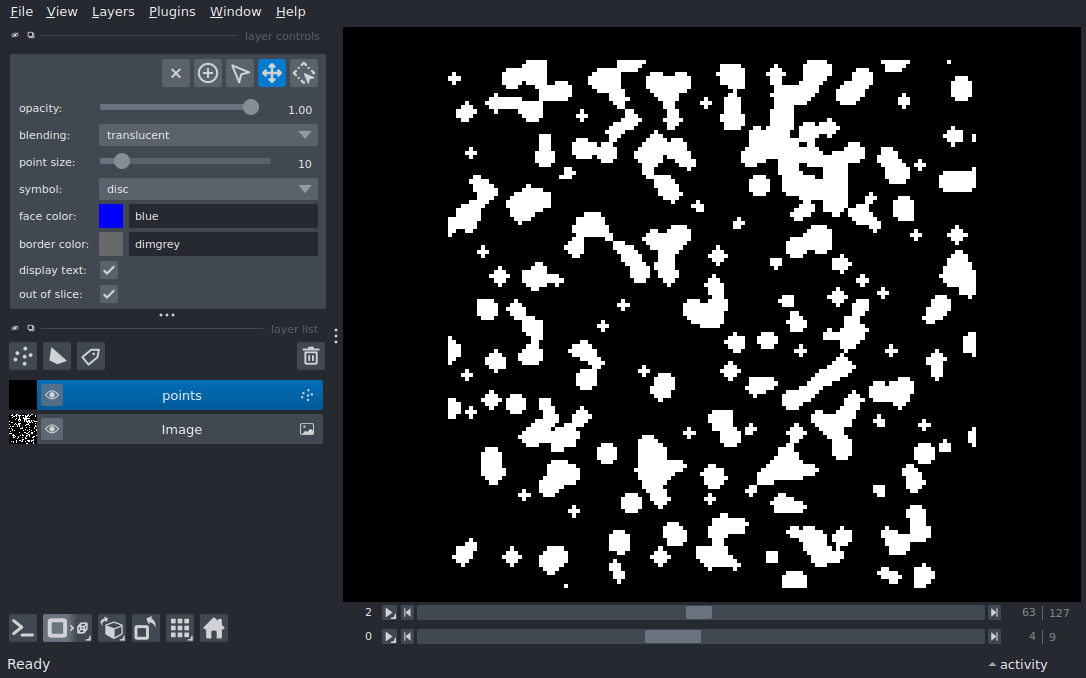 File View Layers Plugins Window Help
layer controls
opacity: 1.00
blending: translucent
point size: 10
symbol: disc
face color: blue
border color: dimgrey
display text:
out of slice:
layer list
points
Image
2 63 127
0 4 9
Ready activity